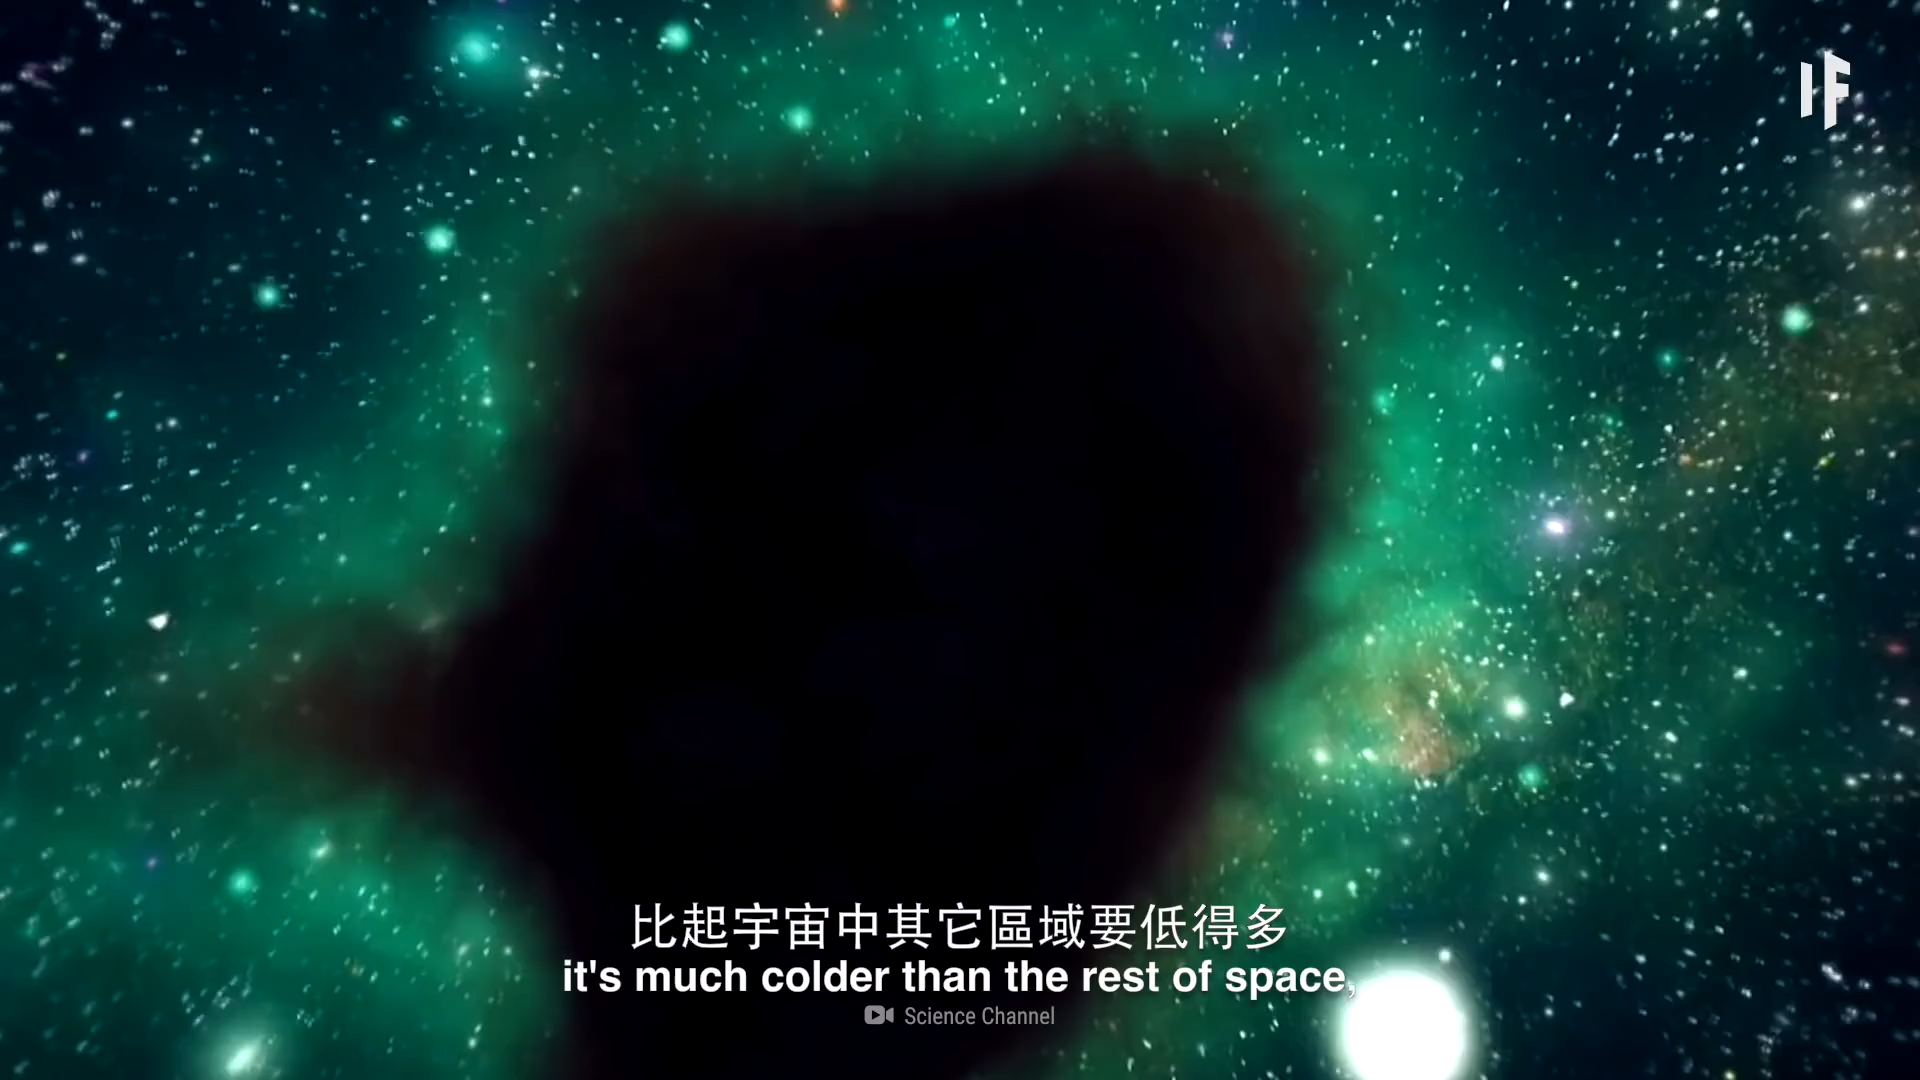 IF
比起宇宙中其它區域要低得多
it's much colder than the rest of space,
Science Channel